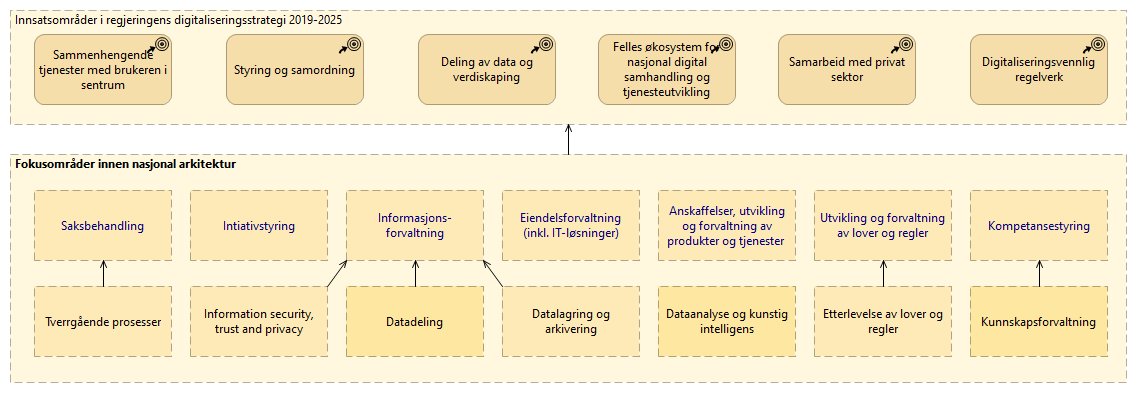 Innsatsområder i regjeringens digitaliseringsstrategi 2019-2025
Sammenhengende
tjenester med brukeren i
sentrum
Styring og samordning
Deling av data og
verdiskaping
Felles økosystem for
nasjonal digital
samhandling og
tjenesteutvikling
Samarbeid med privat
sektor
Digitaliseringsvennlig
regelverk
Fokusområder innen nasjonal arkitektur
Saksbehandling
Intiativstyring
Informasjons-
forvaltning
Eiendelsforvaltning
(inkl. IT-løsninger)
Anskaffelser, utvikling
og forvaltning av
produkter og tjenester
Utvikling og forvaltning
av lover og regler
Kompetansestyring
Tverrgående prosesser
Information security,
trust and privacy
Datadeling
Datalagring og
arkivering
Dataanalyse og kunstig
intelligens
Etterlevelse av lover og
regler
Kunnskapsforvaltning